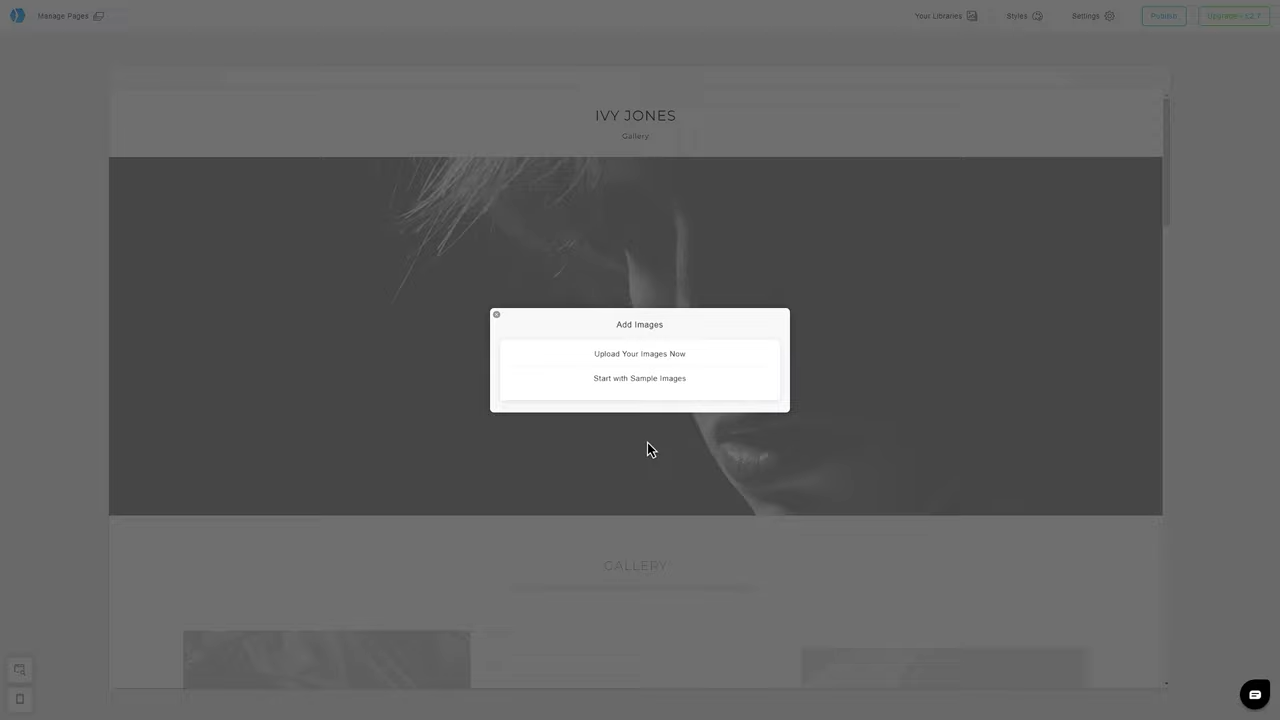 Manage Pages
Your Libraries
Styles
Settings
Publish
IVY JONES
Gallery
Add Images
Upload Your Images Now
Start with Sample Images
GALLERY